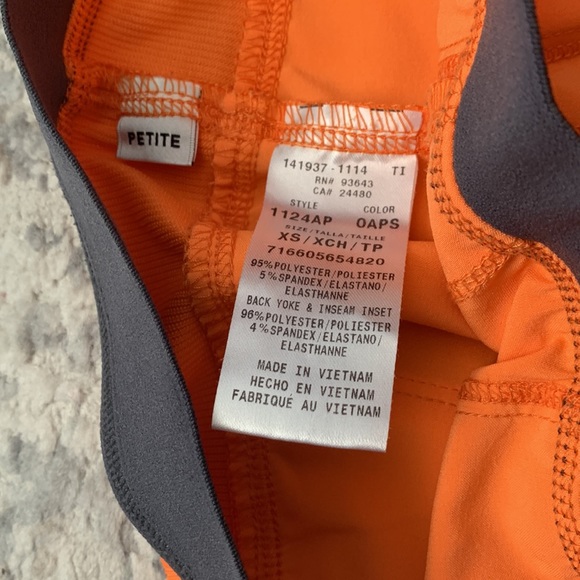 PETITE
141937-1114 TI
RN# 93643
CA# 24480
STYLE COLOR
1124AP OAPS
SIZE/TALLA/TAILLE
XS/XCH/TP
716605654820
95%POLYESTER/POLIESTER
5%SPANDEX/ELASTANO/
ELASTHANNE
BACK YOKE & INSEAM INSET
96%POLYESTER/POLIESTER
4%SPANDEX/ELASTANO/
ELASTHANNE
MADE IN VIETNAM
HECHO EN VIETNAM
FABRIQUÉ AU VIETNAM